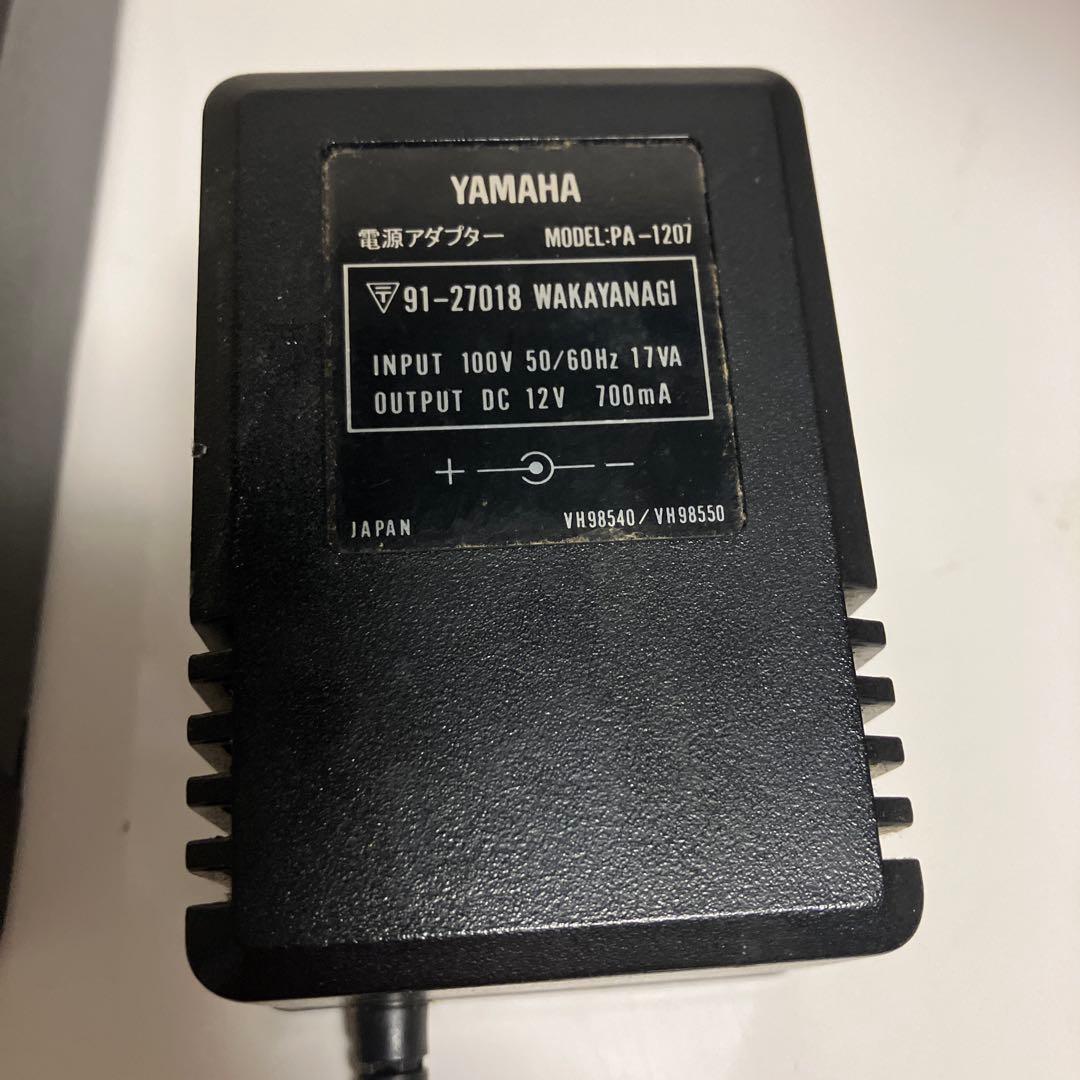 YAMAHA
電源アダプター MODEL:PA-1207
〒91-27018 WAKAYANAGI
INPUT 100V 50/60Hz 17VA
OUTPUT DC 12V 700mA
+ -
JAPAN VH98540/VH98550